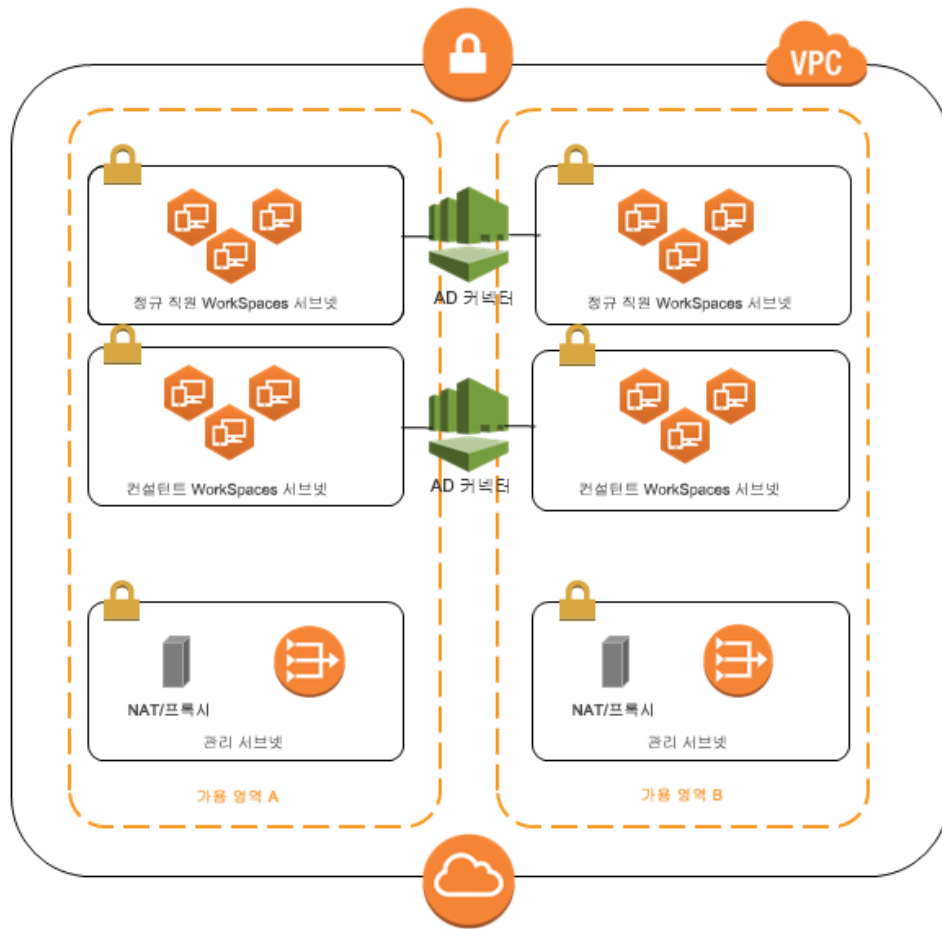 VPC
정규 직원 WorkSpaces 서브넷
AD 커넥터
정규 직원 WorkSpaces 서브넷
컨설턴트 WorkSpaces 서브넷
AD 커넥터
컨설턴트 WorkSpaces 서브넷
NAT/프록시
관리 서브넷
NAT/프록시
관리 서브넷
가용 영역 A
가용 영역 B